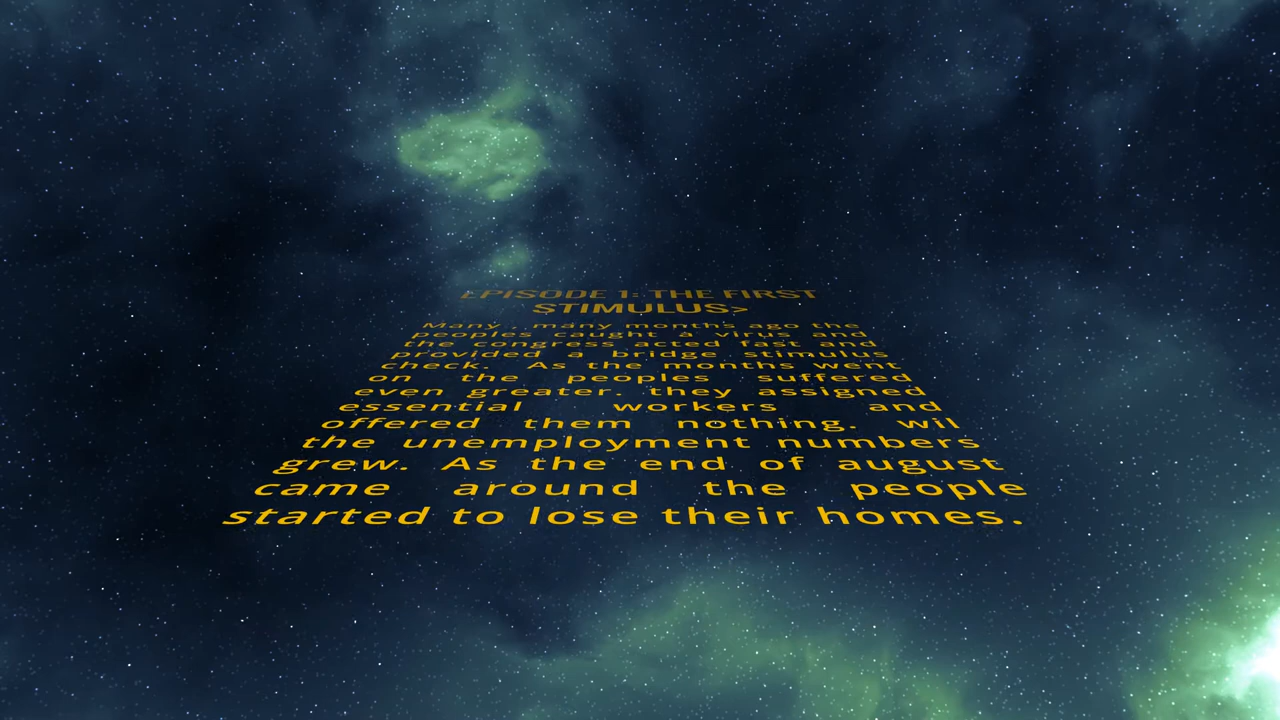 EPISODE 1: THE FIRST
STIMULUS>
Many , many months ago the
peoples caught a virus and
the congress acted fast and
provided a bridge stimulus
check. As the months went
on the peoples suffered
even greater. they assigned
essential workers and
offered them nothing. wil
the unemployment numbers
grew. As the end of august
came around the people
started to lose their homes.